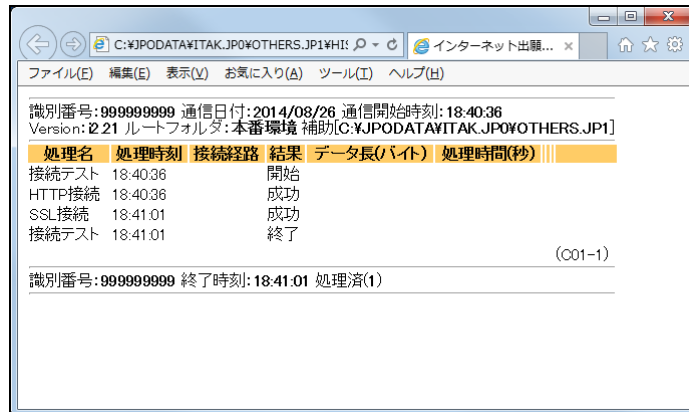 C:¥JPODATA¥ITAK.JP0¥OTHERS.JP1¥HIS インターネット出願...
ファイル(F) 編集(E) 表示(V) お気に入り(A) ツール(T) ヘルプ(H)
識別番号:999999999 通信日付:2014/08/26 通信開始時刻:18:40:36
Version:i2.21 ルートフォルダ:本番環境 補助[C:¥JPODATA¥ITAK.JP0¥OTHERS.JP1]
処理名 処理時刻 接続経路 結果 データ長(バイト) 処理時間(秒)
接続テスト 18:40:36 開始
HTTP接続 18:40:36 成功
SSL接続 18:41:01 成功
接続テスト 18:41:01 終了
(C01-1)
識別番号:999999999 終了時刻:18:41:01 処理済(1)